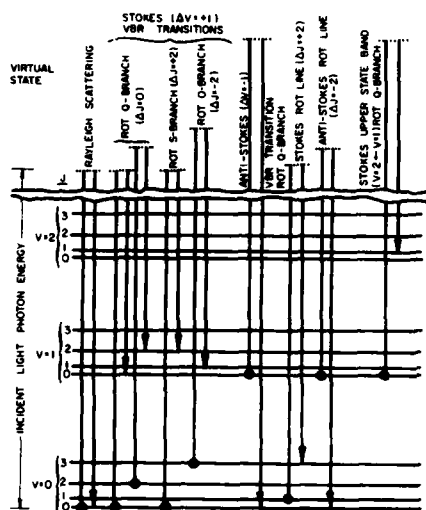 STOKES (ΔV=+1)
VBR TRANSITIONS
VIRTUAL
STATE
RAYLEIGH SCATTERING
ROT Q-BRANCH
(ΔJ=0)
ROT S-BRANCH (ΔJ=+2)
ROT O-BRANCH
(ΔJ=-2)
ANTI-STOKES (ΔV=-1)
VBR TRANSITION
ROT Q-BRANCH
STOKES ROT LINE (ΔJ=+2)
ANTI-STOKES ROT LINE
(ΔJ=-2)
STOKES UPPER STATE BAND
(V=2←V=1) ROT Q-BRANCH
J
INCIDENT LIGHT PHOTON ENERGY
V=2
3
2
1
0
V=1
3
2
1
0
V=0
3
2
1
0